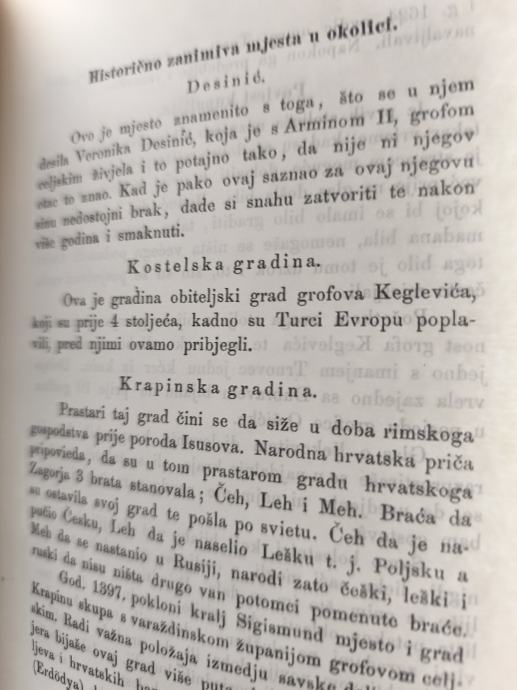 Historično zanimiva mjesta u okolici.
Desinić.
Ovo je mjesto znamenito s toga, što se u njem
desila Veronika Desinić, koja je s Arminom II, grofom
celjskim živjela i to potajno tako, da nije ni njegov
otac to znao. Kad je pako ovaj saznao za ovaj njegovu
sinu nedostojni brak, dade si snahu zatvoriti te nakon
više godina i smaknuti.
Kostelska gradina.
Ova je gradina obiteljski grad grofova Keglevića,
koji su prije 4 stoljeća, kadno su Turci Evropu popla-
vili, pred njimi ovamo pribjegli.
Krapinska gradina.
Prastari taj grad čini se da siže u doba rimskoga
gospodstva prije poroda Isusova. Narodna hrvatska priča
pripovieda, da su u tom prastarom gradu hrvatskoga
Zagorja 3 brata stanovala; Čeh, Leh i Meh. Braća da
su ostavila svoj grad te pošla po svietu. Čeh da je na-
pučio Česku, Leh da je naselio Lešku t. j. Poljsku a
Meh da se nastanio u Rusiji, narodi zato češki, leški i
ruski da nisu ništa drugo van potomci pomenute braće.
God. 1397, pokloni kralj Sigismund mjesto i grad
Krapinu skupa s varaždinskom županijom grofovom celj-
skim. Radi važna položaja izmedju savske
jera bijaše ovaj grad više puta
ljeva i hrvatskih
(Erdödya)